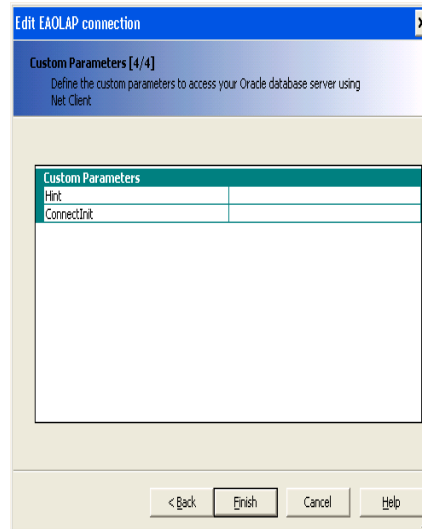 Edit EAOLAP connection
Custom Parameters [4/4]
Define the custom parameters to access your Oracle database server using
Net Client
Custom Parameters
Hint
ConnectInit
< Back Finish Cancel Help